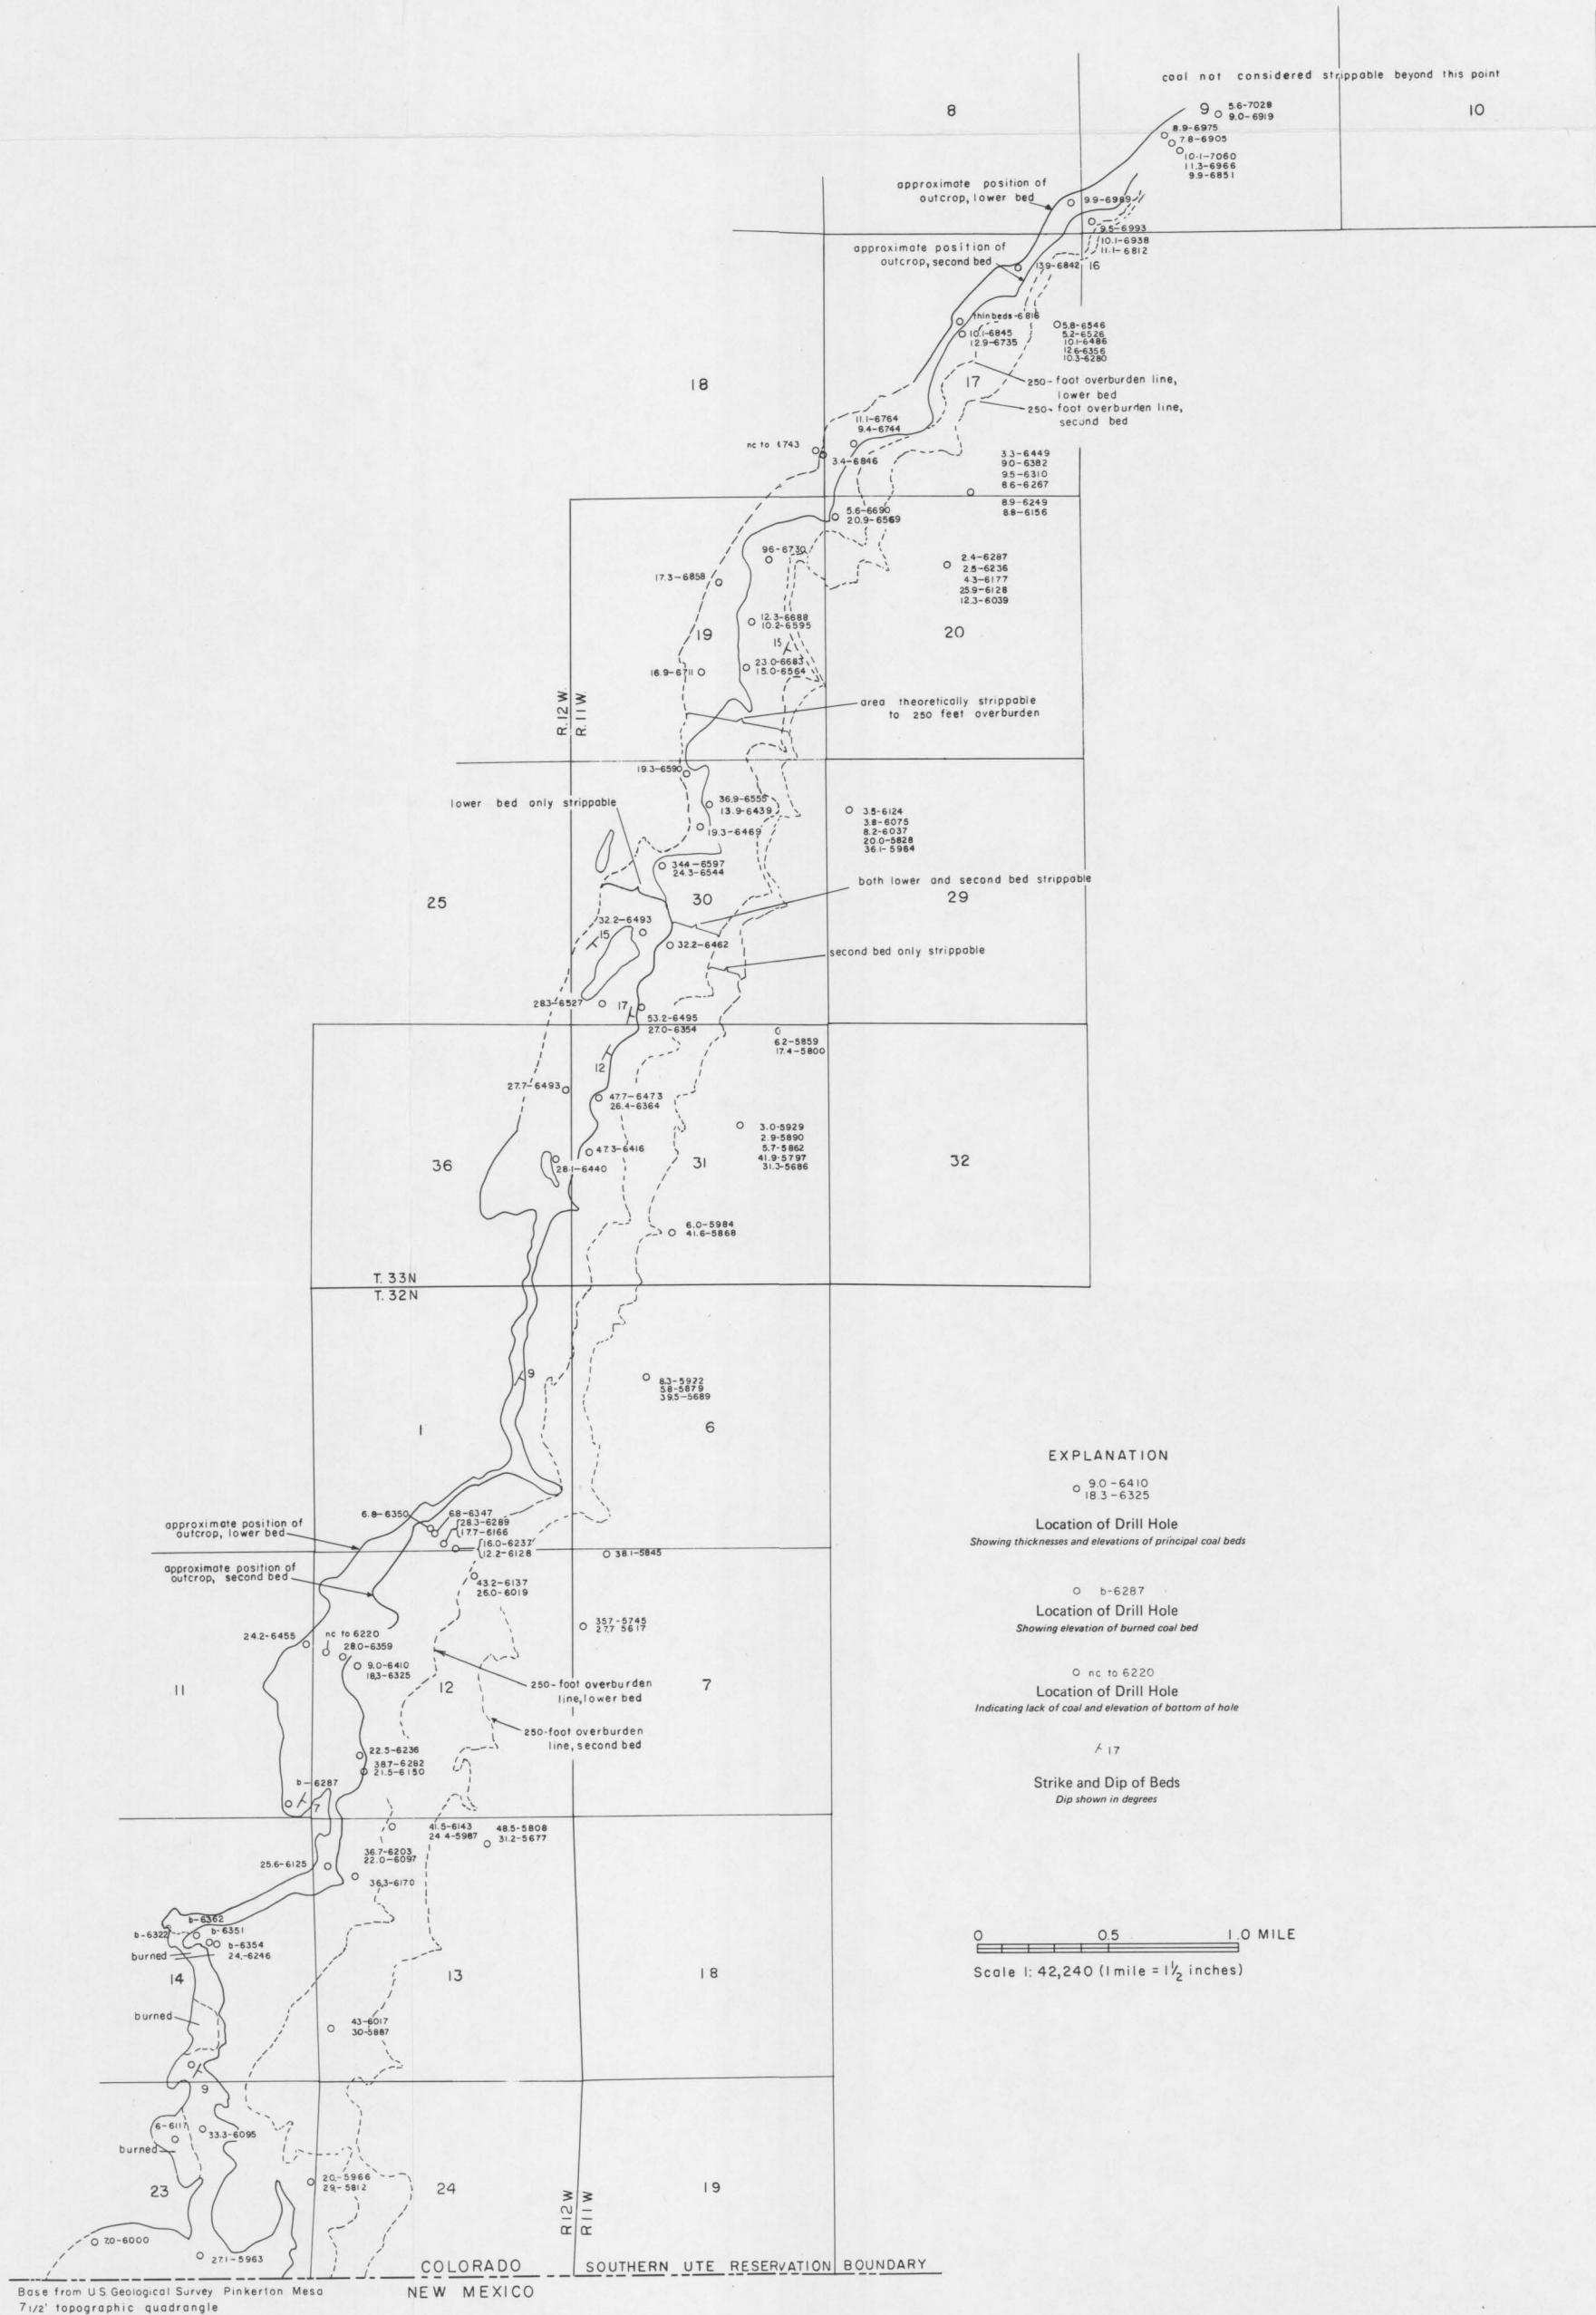 coal not considered strippable beyond this point
8
9
5.6-7028
9.0-6919
10
8.9-6975
7.8-6905
10.1-7060
11.3-6966
9.9-6851
approximate position of
outcrop, lower bed
9.9-6989
9.5-6993
10.1-6938
11.1-6812
approximate position of
outcrop, second bed
13.9-6842
16
thin beds-6816
10.1-6845
12.9-6735
5.8-6546
5.2-6526
10.1-6486
12.6-6356
10.3-6280
18
17
250-foot overburden line,
lower bed
250-foot overburden line,
second bed
11.1-6764
9.4-6744
nc to 6743
3.4-6846
3.3-6449
9.0-6382
9.5-6310
8.6-6267
8.9-6249
8.8-6156
5.6-6690
20.9-6569
96-6730
17.3-6858
2.4-6287
2.5-6236
4.3-6177
25.9-6128
12.3-6039
12.3-6688
10.2-6595
19
15
20
23.0-6683
15.0-6564
16.9-6711
R.12W
R.11W
area theoretically strippable
to 250 feet overburden
19.3-6590
lower bed only strippable
36.9-6555
13.9-6439
19.3-6469
3.5-6124
3.8-6075
8.2-6037
20.0-5828
36.1-5964
34.4-6597
24.3-6544
both lower and second bed strippable
25
30
29
32.2-6493
15
32.2-6462
second bed only strippable
283-6527
17
53.2-6495
27.0-6354
6.2-5859
17.4-5800
12
27.7-6493
47.7-6473
26.4-6364
3.0-5929
2.9-5890
5.7-5862
41.9-5797
31.3-5686
47.3-6416
36
28.1-6440
31
32
6.0-5984
41.6-5868
T. 33N
T. 32N
9
8.3-5922
5.8-5879
39.5-5689
1
6
EXPLANATION
9.0-6410
18.3-6325
Location of Drill Hole
Showing thicknesses and elevations of principal coal beds
6.8-6350
6.8-6347
28.3-6289
17.7-6166
16.0-6237
12.2-6128
approximate position of
outcrop, lower bed
38.1-5845
approximate position of
outcrop, second bed
43.2-6137
26.0-6019
b-6287
Location of Drill Hole
Showing elevation of burned coal bed
35.7-5745
27.7 5617
24.2-6455
nc to 6220
28.0-6359
9.0-6410
18.3-6325
nc to 6220
Location of Drill Hole
Indicating lack of coal and elevation of bottom of hole
11
12
250-foot overburden
line, lower bed
7
250-foot overburden
line, second bed
17
Strike and Dip of Beds
Dip shown in degrees
22.5-6236
38.7-6282
21.5-6150
b-6287
7
41.5-6143
24.4-5987
48.5-5808
31.2-5677
36.7-6203
22.0-6097
25.6-6125
36.3-6170
b-6362
b-6322
b-6351
b-6354
24.-6246
burned
14
13
18
0 0.5 1.0 MILE
Scale 1: 42,240 (1 mile = 1 1/2 inches)
burned
43-6017
30-5887
9
6-6117
33.3-6095
burned
20.-5966
29.-5812
23
24
19
R12W
R11W
7.0-6000
27.1-5963
COLORADO
SOUTHERN UTE RESERVATION BOUNDARY
NEW MEXICO
Base from U.S. Geological Survey Pinkerton Mesa
7 1/2' topographic quadrangle